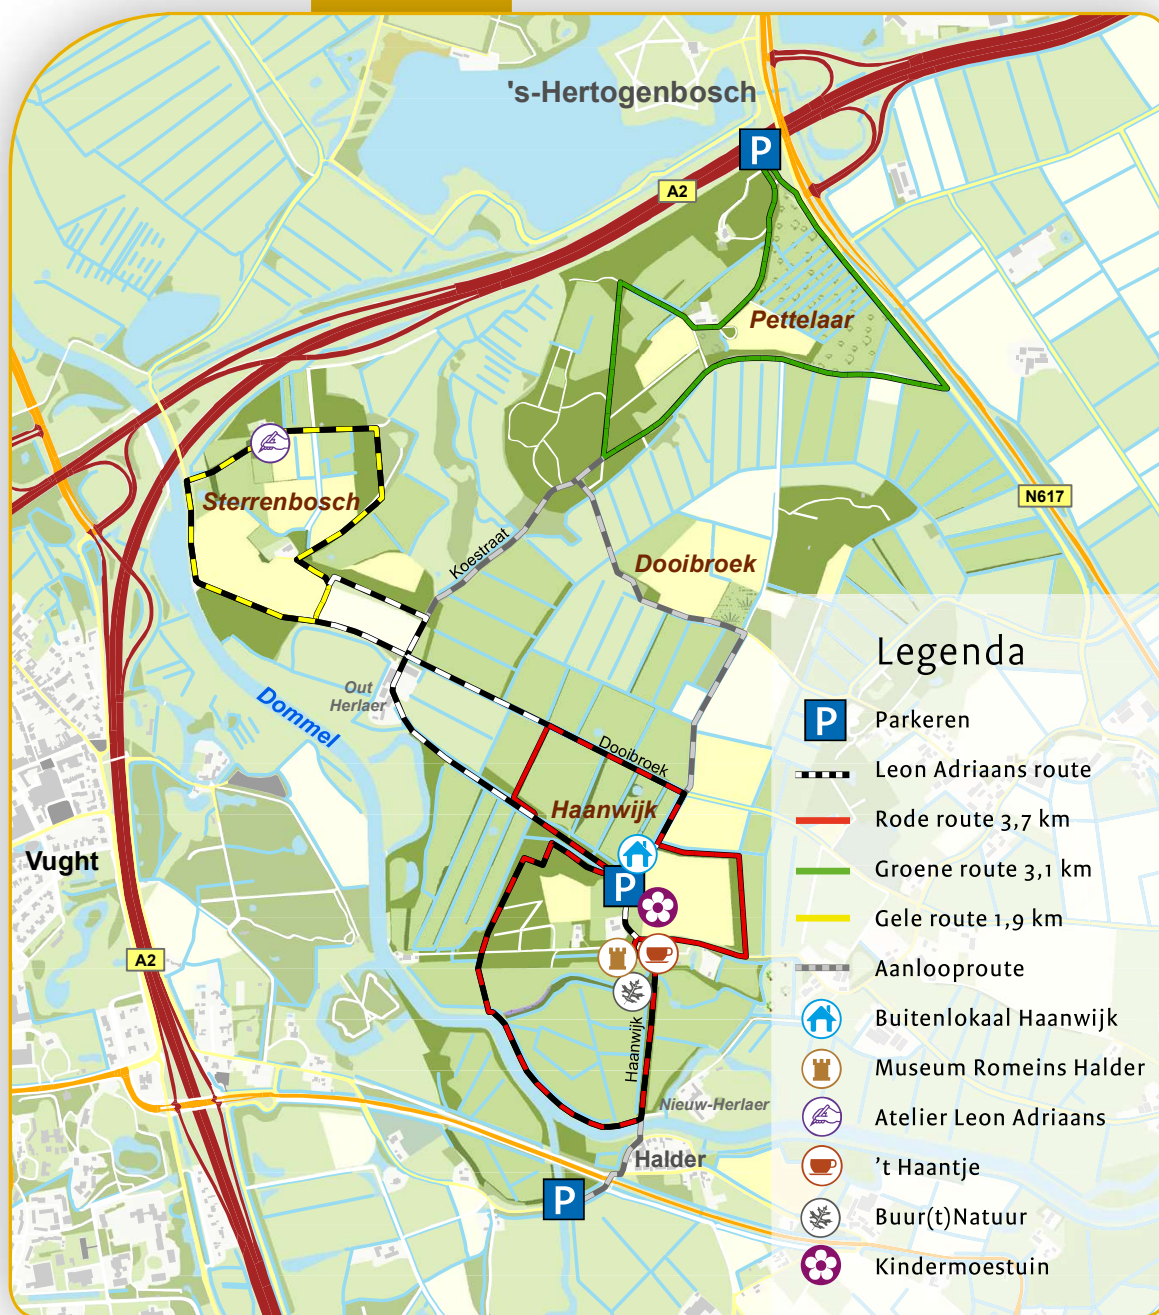 's-Hertogenbosch
P
A2
Pettelaar
Sterrenbosch
N617
Koestraat
Dooibroek
Out
Herlaer
Dommel
Dooibroek
Haanwijk
Vught
P
A2
Haanwijk
Nieuw-Herlaer
Halder
P
Legenda
P Parkeren
Leon Adriaans route
Rode route 3,7 km
Groene route 3,1 km
Gele route 1,9 km
Aanlooproute
Buitenlokaal Haanwijk
Museum Romeins Halder
Atelier Leon Adriaans
’t Haantje
Buur(t)Natuur
Kindermoestuin